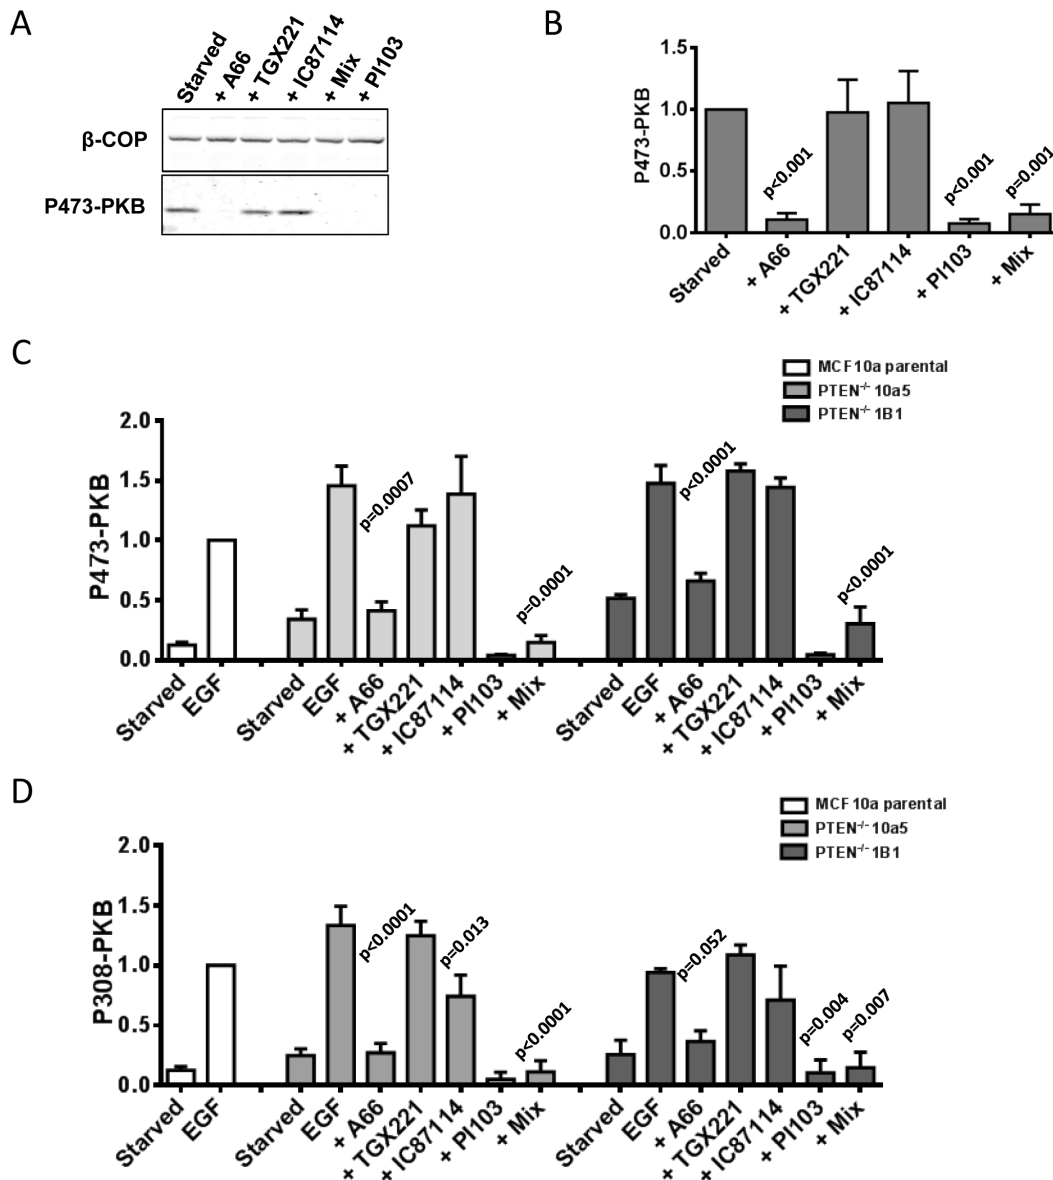 A
Starved
+ A66
+ TGX221
+ IC87114
+ Mix
+ PI103
β-COP
P473-PKB
B
P473-PKB
1.5
1.0
0.5
0.0
p<0.001
p<0.001
p=0.001
Starved
+ A66
+ TGX221
+ IC87114
+ PI103
+ Mix
C
MCF10a parental
PTEN-/- 10a5
PTEN-/- 1B1
P473-PKB
2.0
1.5
1.0
0.5
0.0
p=0.0007
p=0.0001
p<0.0001
p<0.0001
Starved
EGF
Starved
EGF
+ A66
+ TGX221
+ IC87114
+ PI103
+ Mix
Starved
EGF
+ A66
+ TGX221
+ IC87114
+ PI103
+ Mix
D
MCF10a parental
PTEN-/- 10a5
PTEN-/- 1B1
P308-PKB
2.0
1.5
1.0
0.5
0.0
p<0.0001
p=0.013
p<0.0001
p=0.052
p=0.004
p=0.007
Starved
EGF
Starved
EGF
+ A66
+ TGX221
+ IC87114
+ PI103
+ Mix
Starved
EGF
+ A66
+ TGX221
+ IC87114
+ PI103
+ Mix